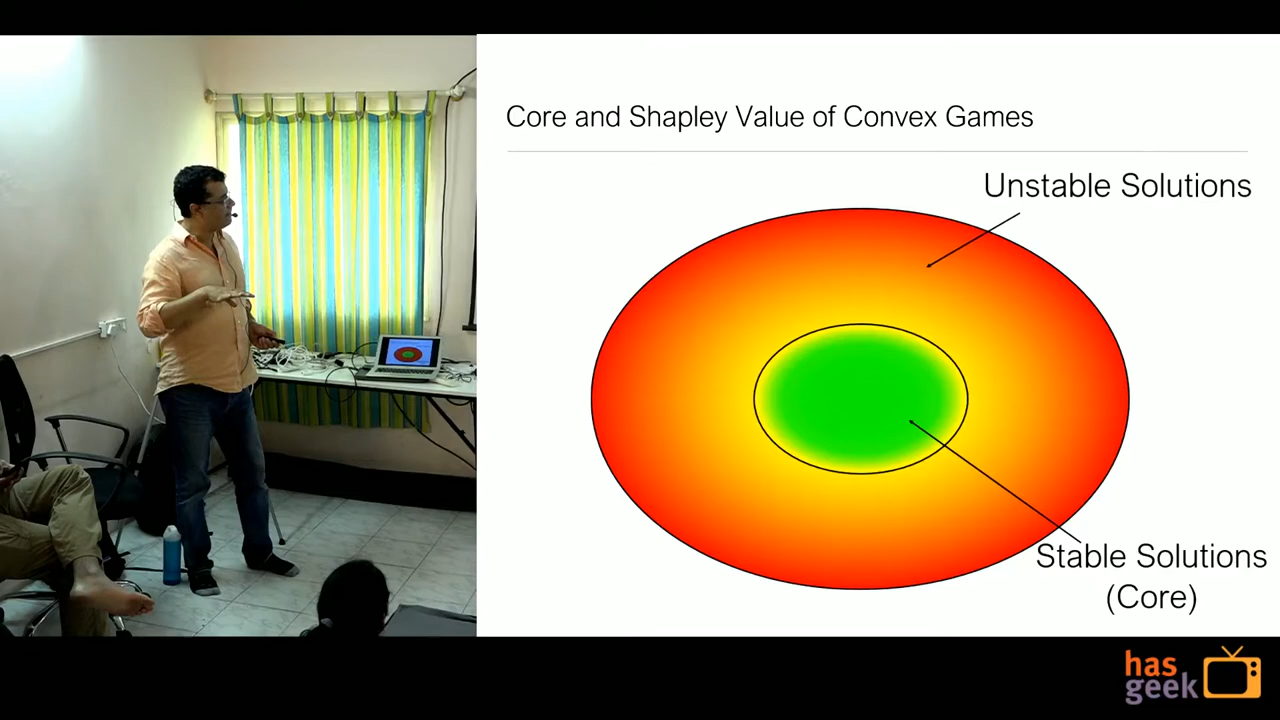 Core and Shapley Value of Convex Games
Unstable Solutions
Stable Solutions
(Core)
has
geek